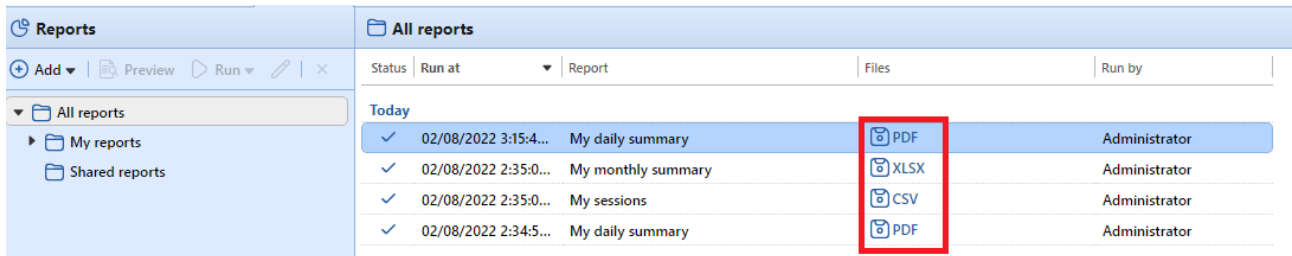 Reports
Add Preview Run
All reports
My reports
Shared reports
All reports
Status Run at Report Files Run by
Today
02/08/2022 3:15:4... My daily summary PDF Administrator
02/08/2022 2:35:0... My monthly summary XLSX Administrator
02/08/2022 2:35:0... My sessions CSV Administrator
02/08/2022 2:34:5... My daily summary PDF Administrator